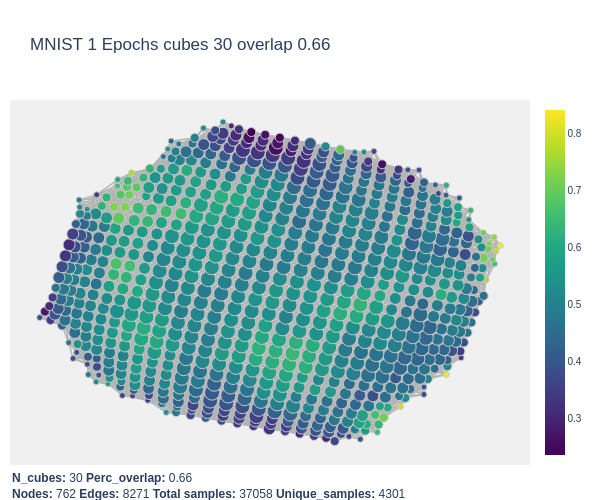 MNIST 1 Epochs cubes 30 overlap 0.66
0.8
0.7
0.6
0.5
0.4
0.3
N_cubes: 30 Perc_overlap: 0.66
Nodes: 762 Edges: 8271 Total samples: 37058 Unique_samples: 4301